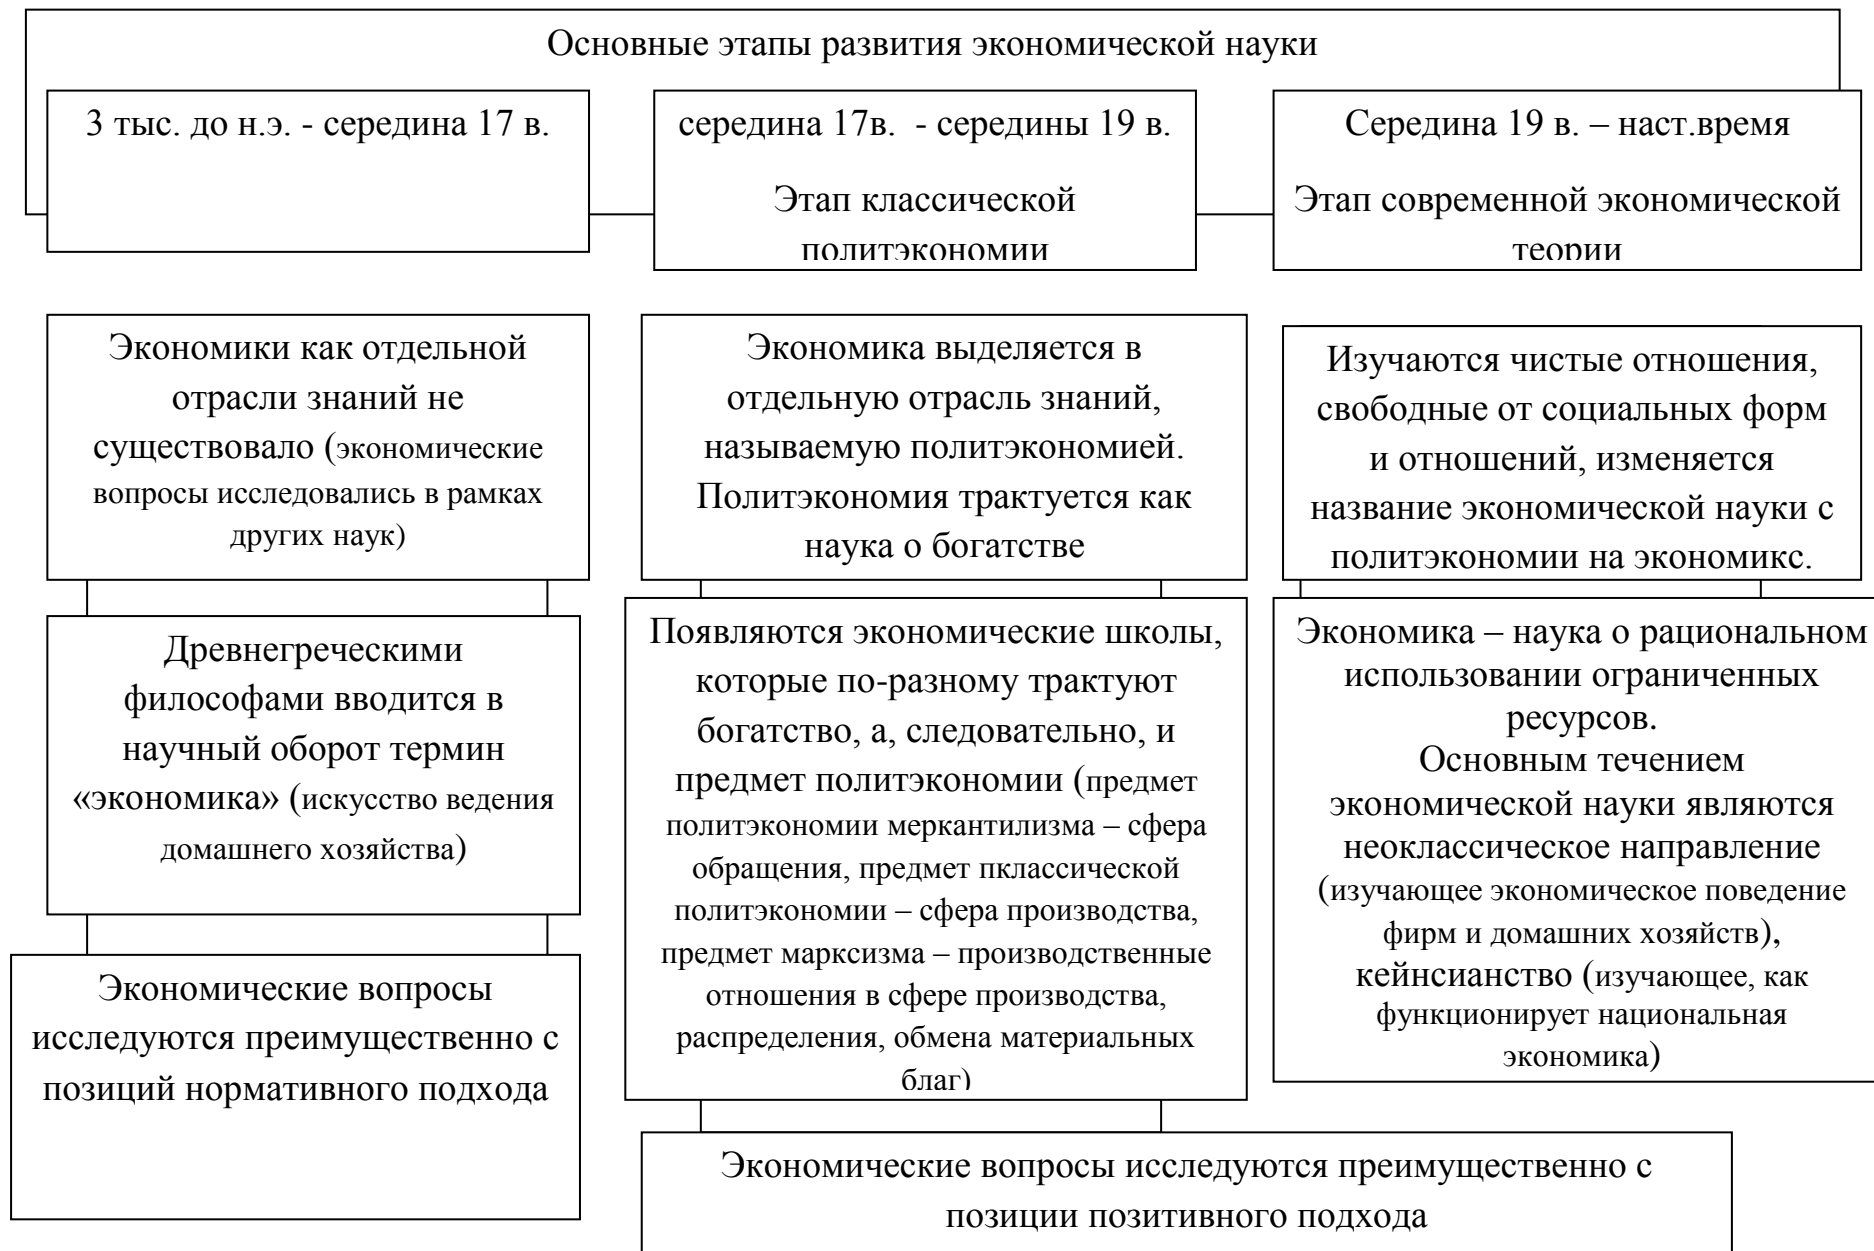 Основные этапы развития экономической науки
3 тыс. до н.э. - середина 17 в.
середина 17в.  - середины 19 в.
Этап классической
политэкономии
Середина 19 в. – наст.время
Этап современной экономической
теории
Экономики как отдельной
отрасли знаний не
существовало (экономические
вопросы исследовались в рамках
других наук)
Древнегреческими
философами вводится в
научный оборот термин
«экономика» (искусство ведения
домашнего хозяйства)
Экономические вопросы
исследуются преимущественно с
позиций нормативного подхода
Экономика выделяется в
отдельную отрасль знаний,
называемую политэкономией.
Политэкономия трактуется как
наука о богатстве
Появляются экономические школы,
которые по-разному трактуют
богатство, а, следовательно, и
предмет политэкономии (предмет
политэкономии меркантилизма – сфера
обращения, предмет пклассической
политэкономии – сфера производства,
предмет марксизма – производственные
отношения в сфере производства,
распределения, обмена материальных
благ)
Изучаются чистые отношения,
свободные от социальных форм
и отношений, изменяется
название экономической науки с
политэкономии на экономикс.
Экономика – наука о рациональном
использовании ограниченных
ресурсов.
Основным течением
экономической науки являются
неоклассическое направление
(изучающее экономическое поведение
фирм и домашних хозяйств),
кейнсианство (изучающее, как
функционирует национальная
экономика)
Экономические вопросы исследуются преимущественно с
позиции позитивного подхода